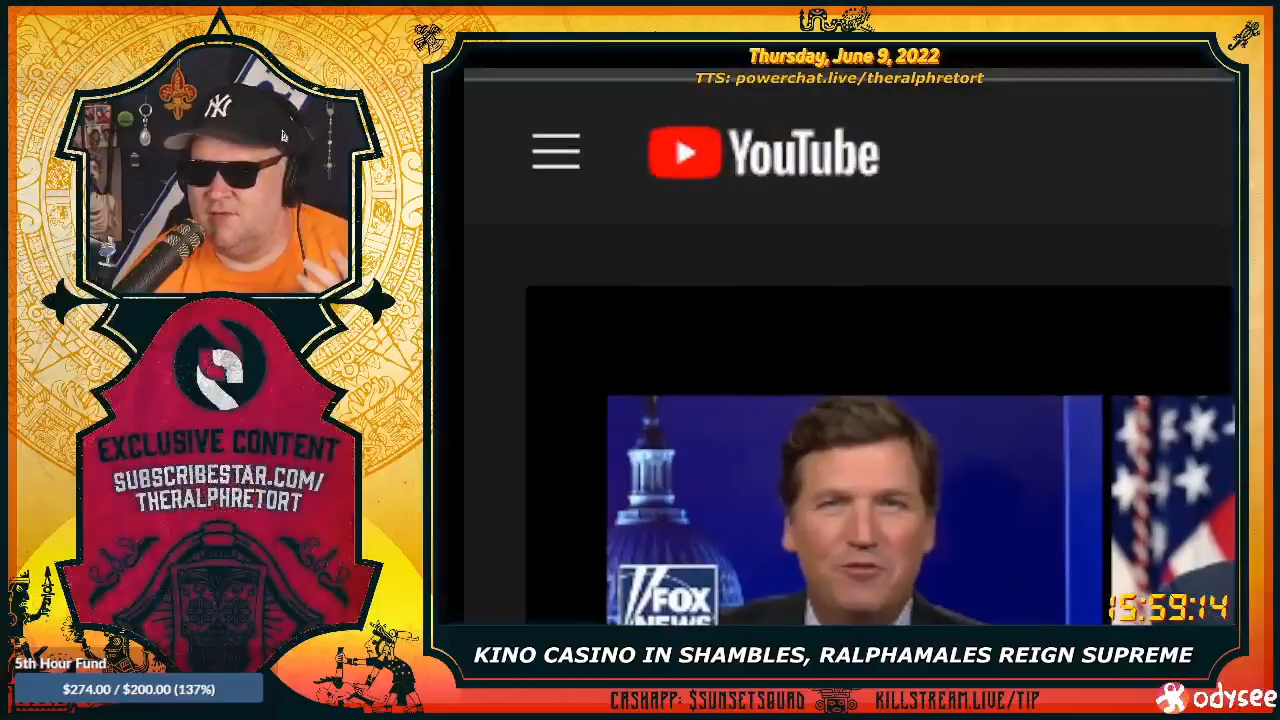 Thursday, June 9, 2022
TTS: powerchat.live/theralphretort
NY
YouTube
EXCLUSIVE CONTENT
SUBSCRIBESTAR.COM/
THERALPHRETORT
FOX
NEWS
15:59:14
5th Hour Fund
$274.00 / $200.00 (137%)
KINO CASINO IN SHAMBLES, RALPHAMALES REIGN SUPREME
CASHAPP: $SUNSETSQUAD
KILLSTREAM.LIVE/TIP
odysee